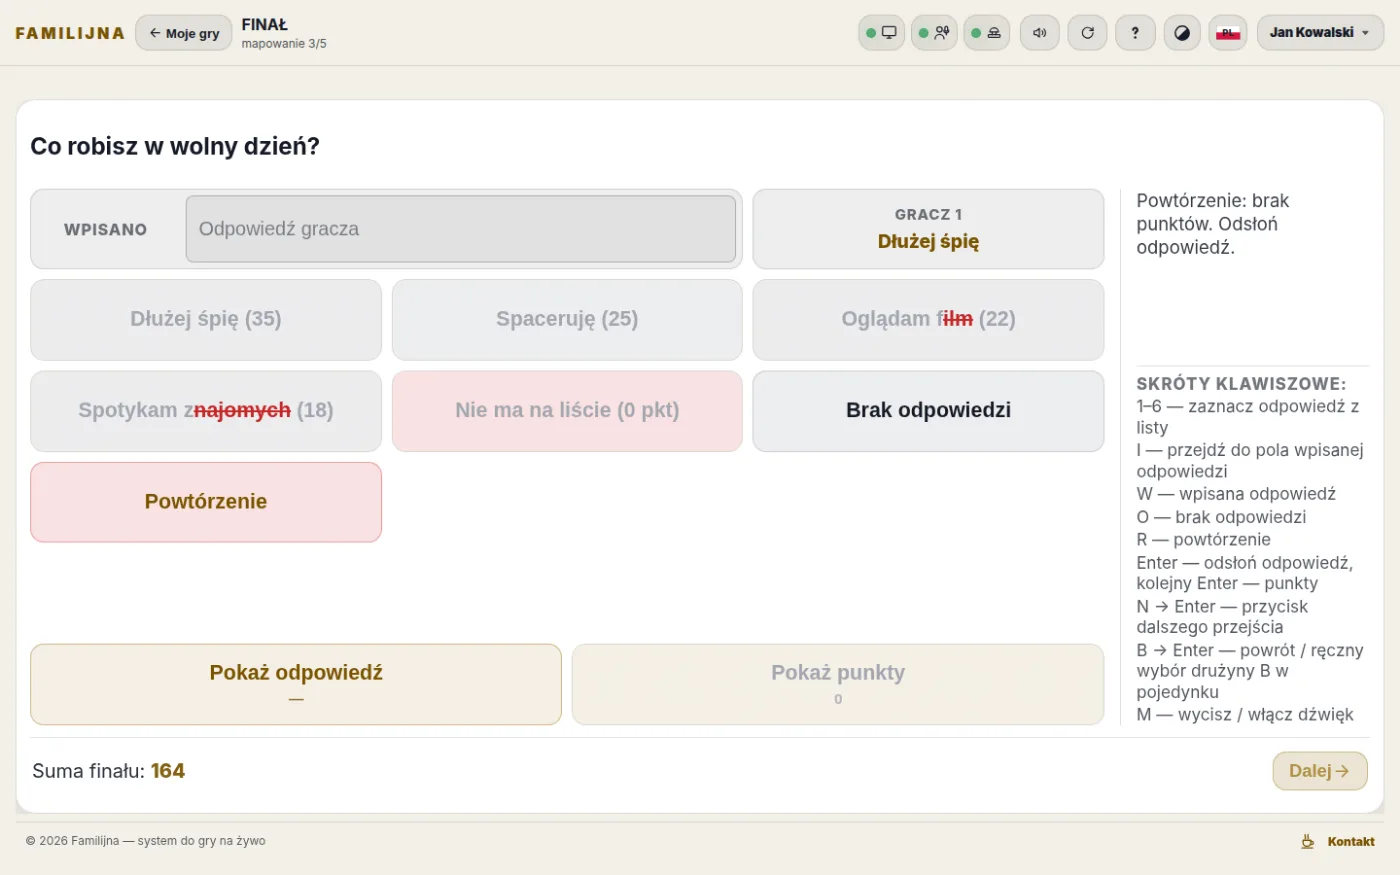 FAMILIJNA
← Moje gry
FINAŁ
mapowanie 3/5
?
PL
Jan Kowalski
Co robisz w wolny dzień?
WPISANO
Odpowiedź gracza
GRACZ 1
Dłużej śpię
Dłużej śpię (35)
Spaceruję (25)
Oglądam film (22)
Spotykam znajomych (18)
Nie ma na liście (0 pkt)
Brak odpowiedzi
Powtórzenie
Pokaż odpowiedź
—
Pokaż punkty
0
Powtórzenie: brak
punktów. Odsłoń
odpowiedź.
SKRÓTY KLAWISZOWE:
1–6 — zaznacz odpowiedź z
listy
I — przejdź do pola wpisanej
odpowiedzi
W — wpisana odpowiedź
O — brak odpowiedzi
R — powtórzenie
Enter — odsłoń odpowiedź,
kolejny Enter — punkty
N → Enter — przycisk
dalszego przejścia
B → Enter — powrót / ręczny
wybór drużyny B w
pojedynku
M — wycisz / włącz dźwięk
Suma finału: 164
Dalej →
© 2026 Familijna — system do gry na żywo
Kontakt